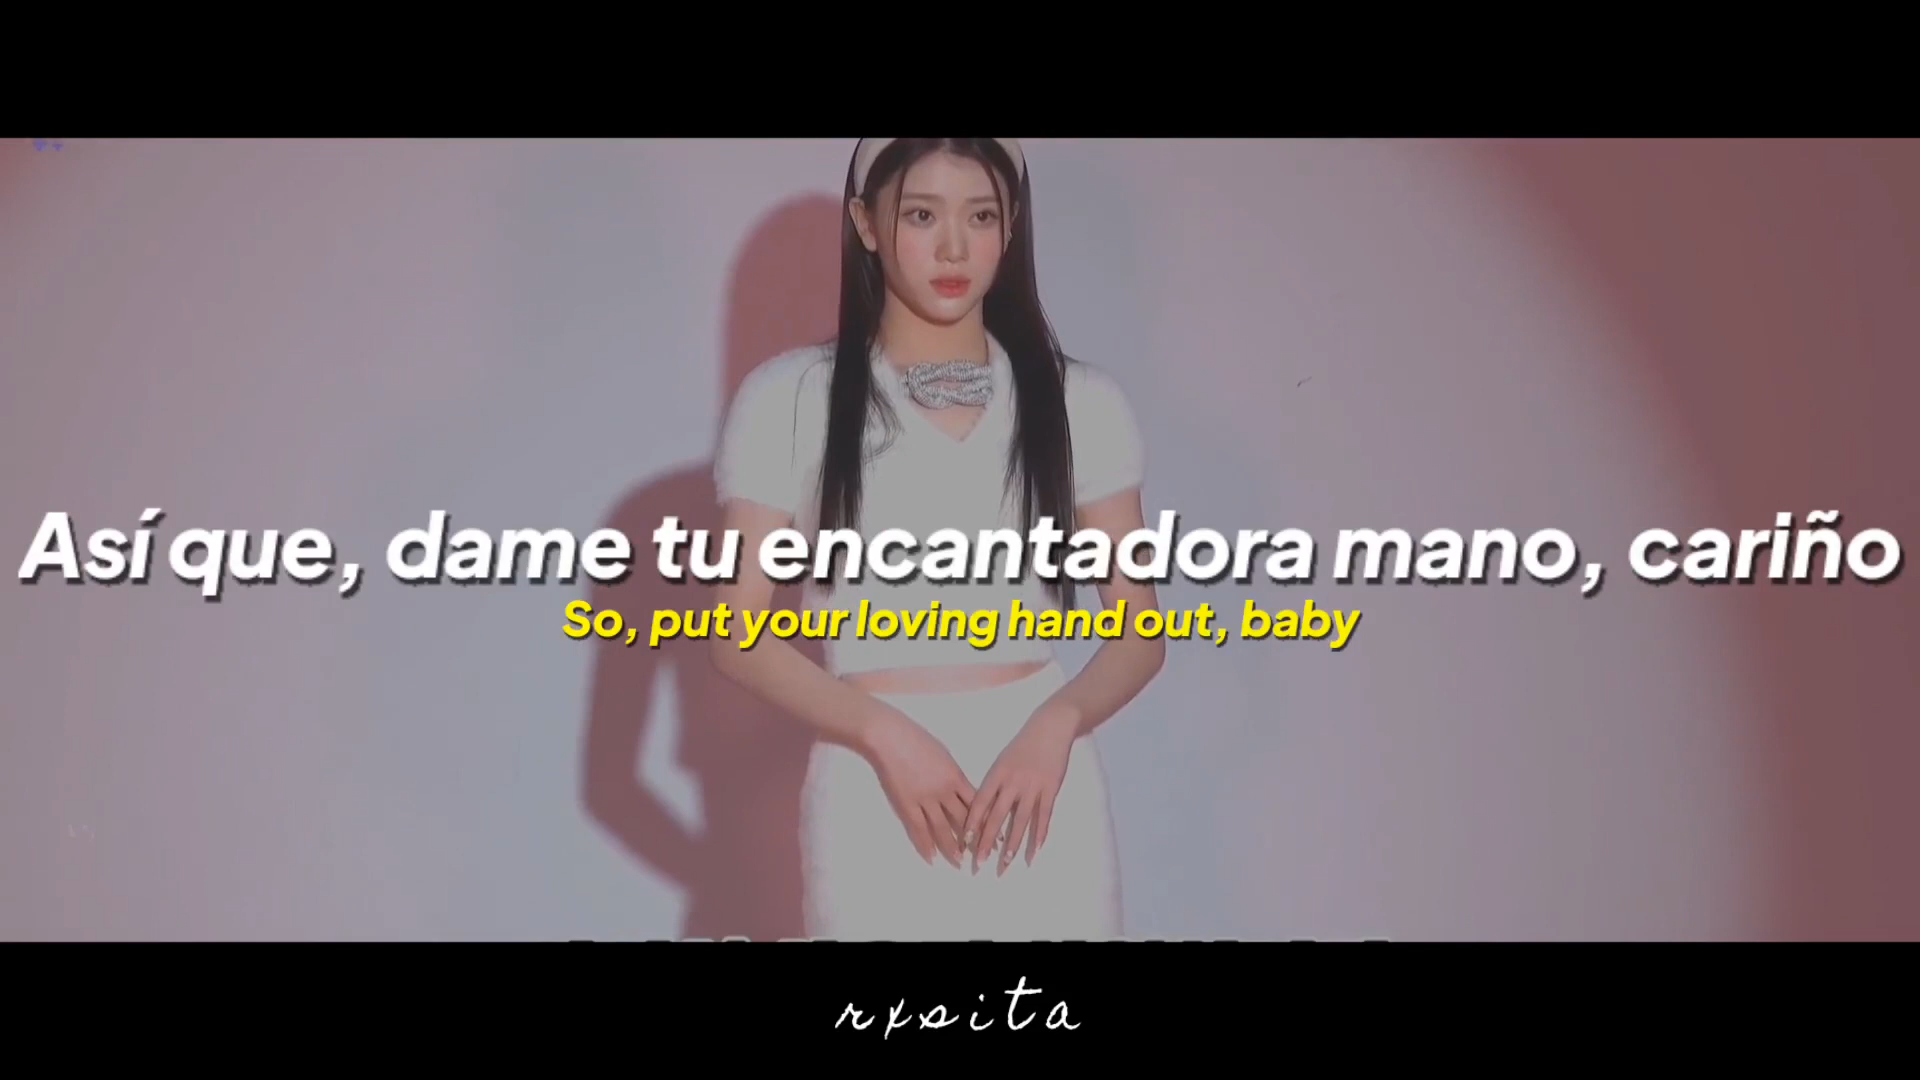 Así que, dame tu encantadora mano, cariño
So, put your loving hand out, baby
rxsita